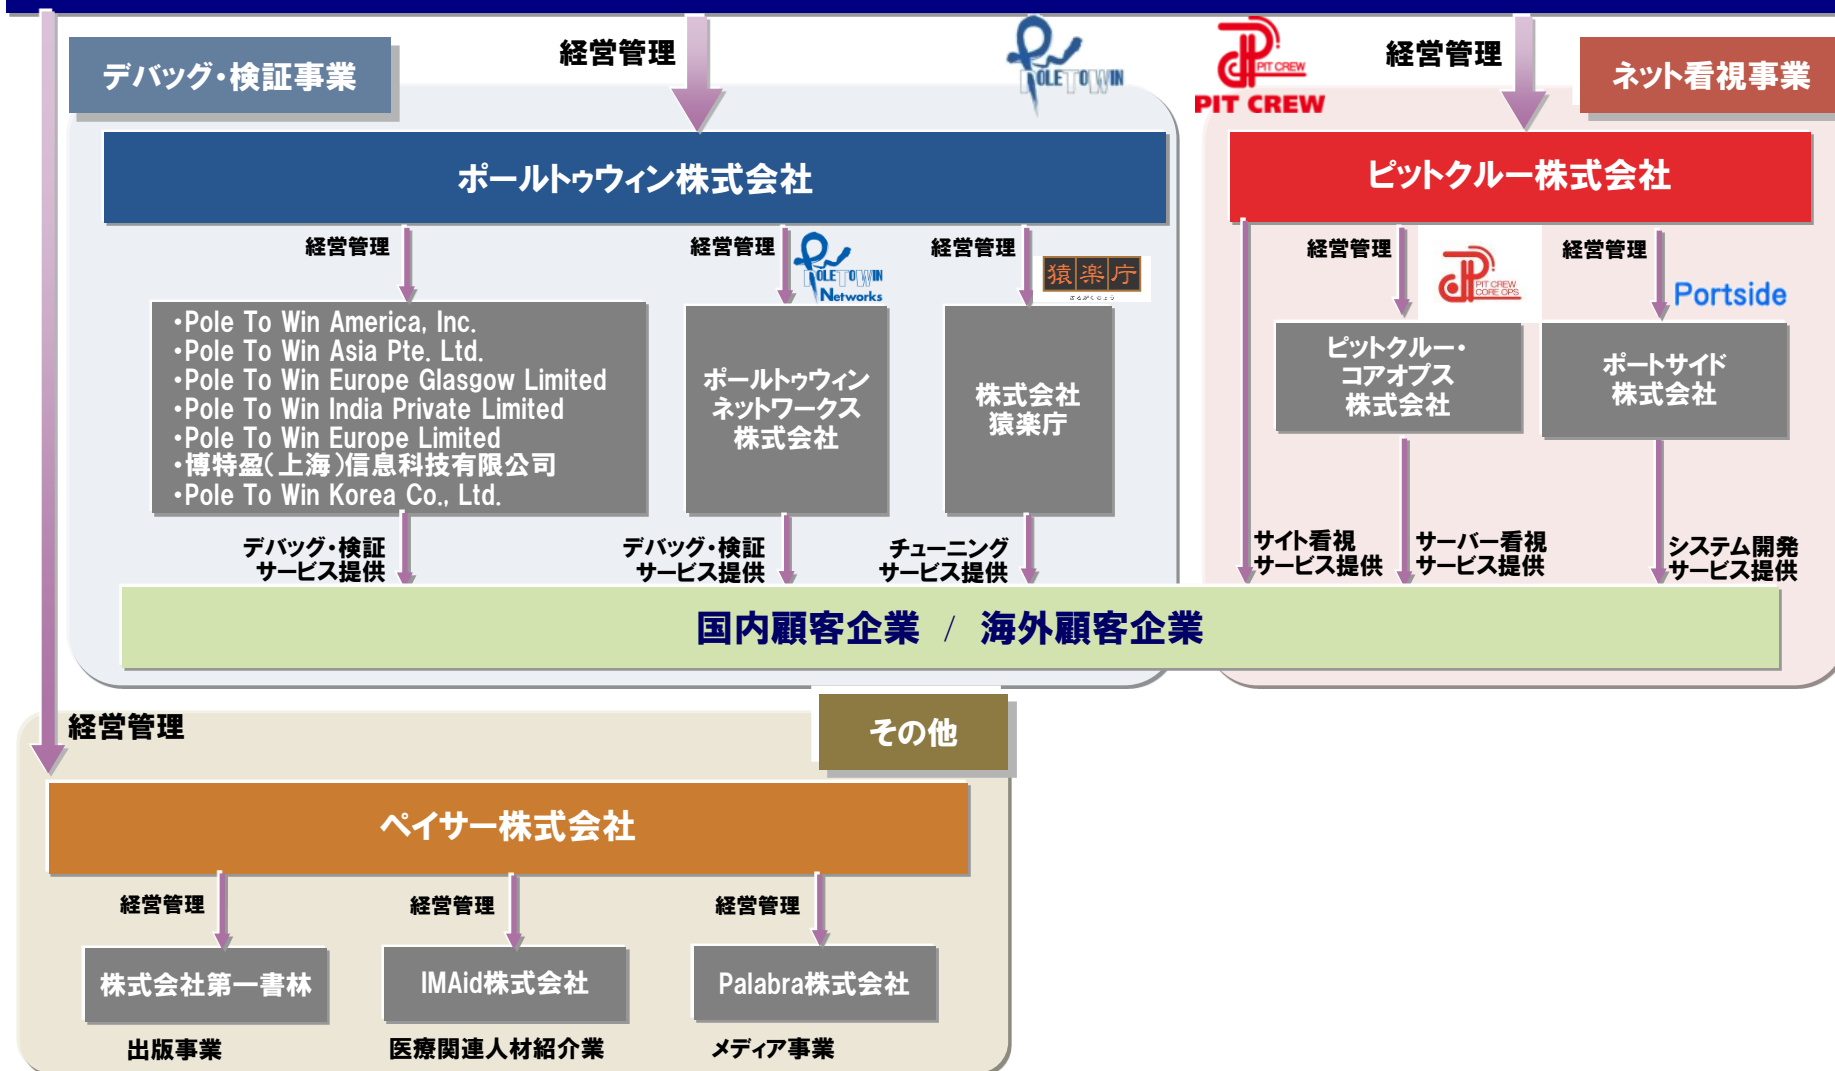 デバッグ・検証事業
経営管理
POLE TO WIN
PIT CREW
PIT CREW
経営管理
ネット看視事業
ポールトゥウィン株式会社
ピットクルー株式会社
経営管理
経営管理
POLE TO WIN
Networks
経営管理
猿楽庁
さるがくちょう
経営管理
PIT CREW
CORE OPS
経営管理
Portside
・Pole To Win America, Inc.
・Pole To Win Asia Pte. Ltd.
・Pole To Win Europe Glasgow Limited
・Pole To Win India Private Limited
・Pole To Win Europe Limited
・博特盈(上海)信息科技有限公司
・Pole To Win Korea Co., Ltd.
ポールトゥウィン
ネットワークス
株式会社
株式会社
猿楽庁
ピットクルー・
コアオプス
株式会社
ポートサイド
株式会社
デバッグ・検証
サービス提供
デバッグ・検証
サービス提供
チューニング
サービス提供
サイト看視
サービス提供
サーバー看視
サービス提供
システム開発
サービス提供
国内顧客企業 / 海外顧客企業
経営管理
その他
ペイサー株式会社
経営管理
経営管理
経営管理
株式会社第一書林
IMAid株式会社
Palabra株式会社
出版事業
医療関連人材紹介業
メディア事業